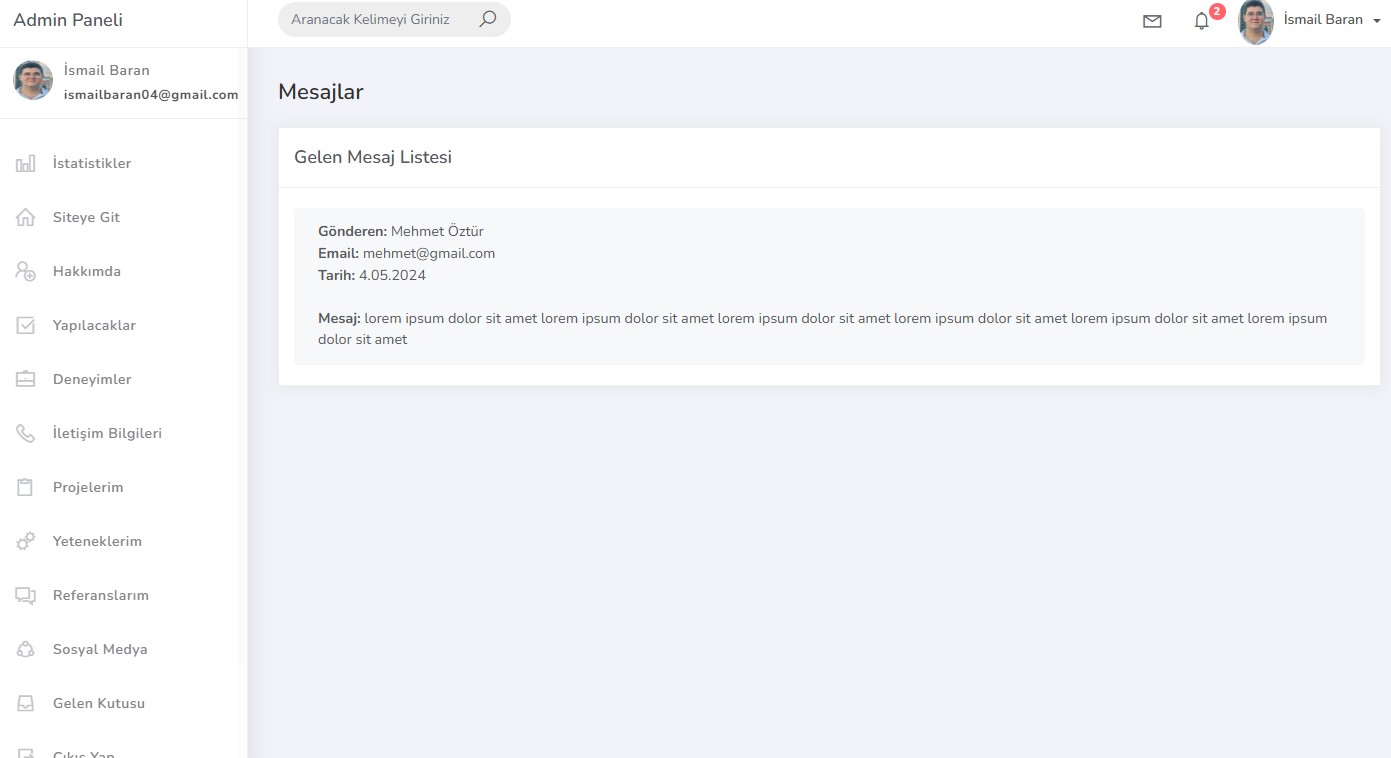 Admin Paneli
Aranacak Kelimeyi Giriniz
2
İsmail Baran
İsmail Baran
ismailbaran04@gmail.com
İstatistikler
Siteye Git
Hakkımda
Yapılacaklar
Deneyimler
İletişim Bilgileri
Projelerim
Yeteneklerim
Referanslarım
Sosyal Medya
Gelen Kutusu
Çıkış Yap
Mesajlar
Gelen Mesaj Listesi
Gönderen: Mehmet Öztür
Email: mehmet@gmail.com
Tarih: 4.05.2024
Mesaj: lorem ipsum dolor sit amet lorem ipsum dolor sit amet lorem ipsum dolor sit amet lorem ipsum dolor sit amet lorem ipsum dolor sit amet lorem ipsum
dolor sit amet